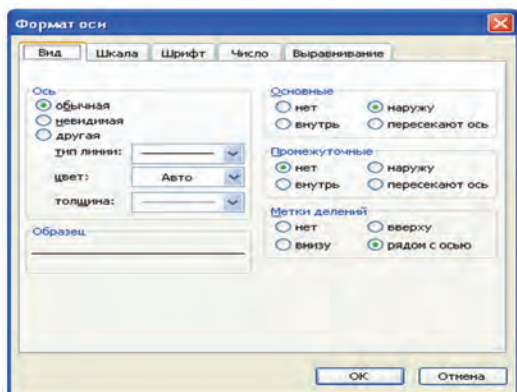 Формат оси
Вид Шкала Шрифт Число Выравнивание
Ось
обычная
невидимая
другая
тип линии:
цвет: Авто
толщина:
Образец
Основные
нет наружу
внутрь пересекают ось
Промежуточные
нет наружу
внутрь пересекают ось
Метки делений
нет вверху
внизу рядом с осью
ОК Отмена